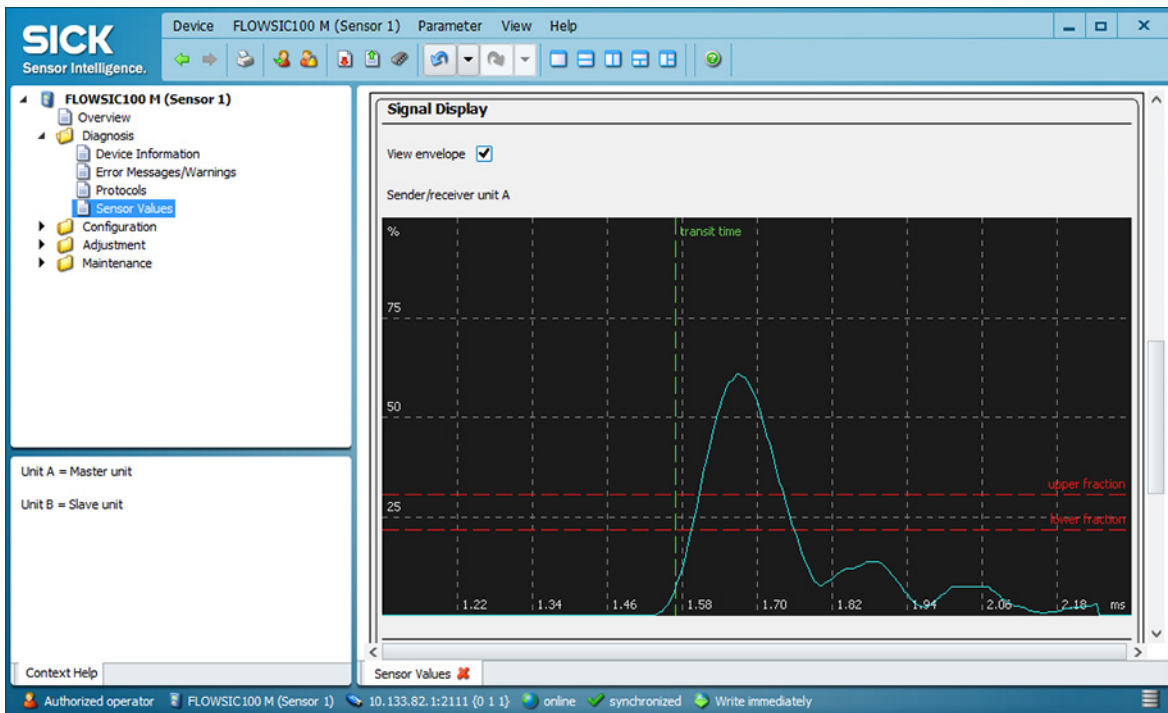 SICK
Sensor Intelligence.
Device FLOWSIC100 M (Sensor 1) Parameter View Help
FLOWSIC100 M (Sensor 1)
Overview
Diagnosis
Device Information
Error Messages/Warnings
Protocols
Sensor Values
Configuration
Adjustment
Maintenance
Unit A = Master unit
Unit B = Slave unit
Context Help
Signal Display
View envelope
Sender/receiver unit A
%
transit time
75
50
upper fraction
25
lower fraction
1.22 1.34 1.46 1.58 1.70 1.82 1.94 2.06 2.18 ms
Sensor Values
Authorized operator FLOWSIC100 M (Sensor 1) 10.133.82.1:2111 {0 1 1} online synchronized Write immediately